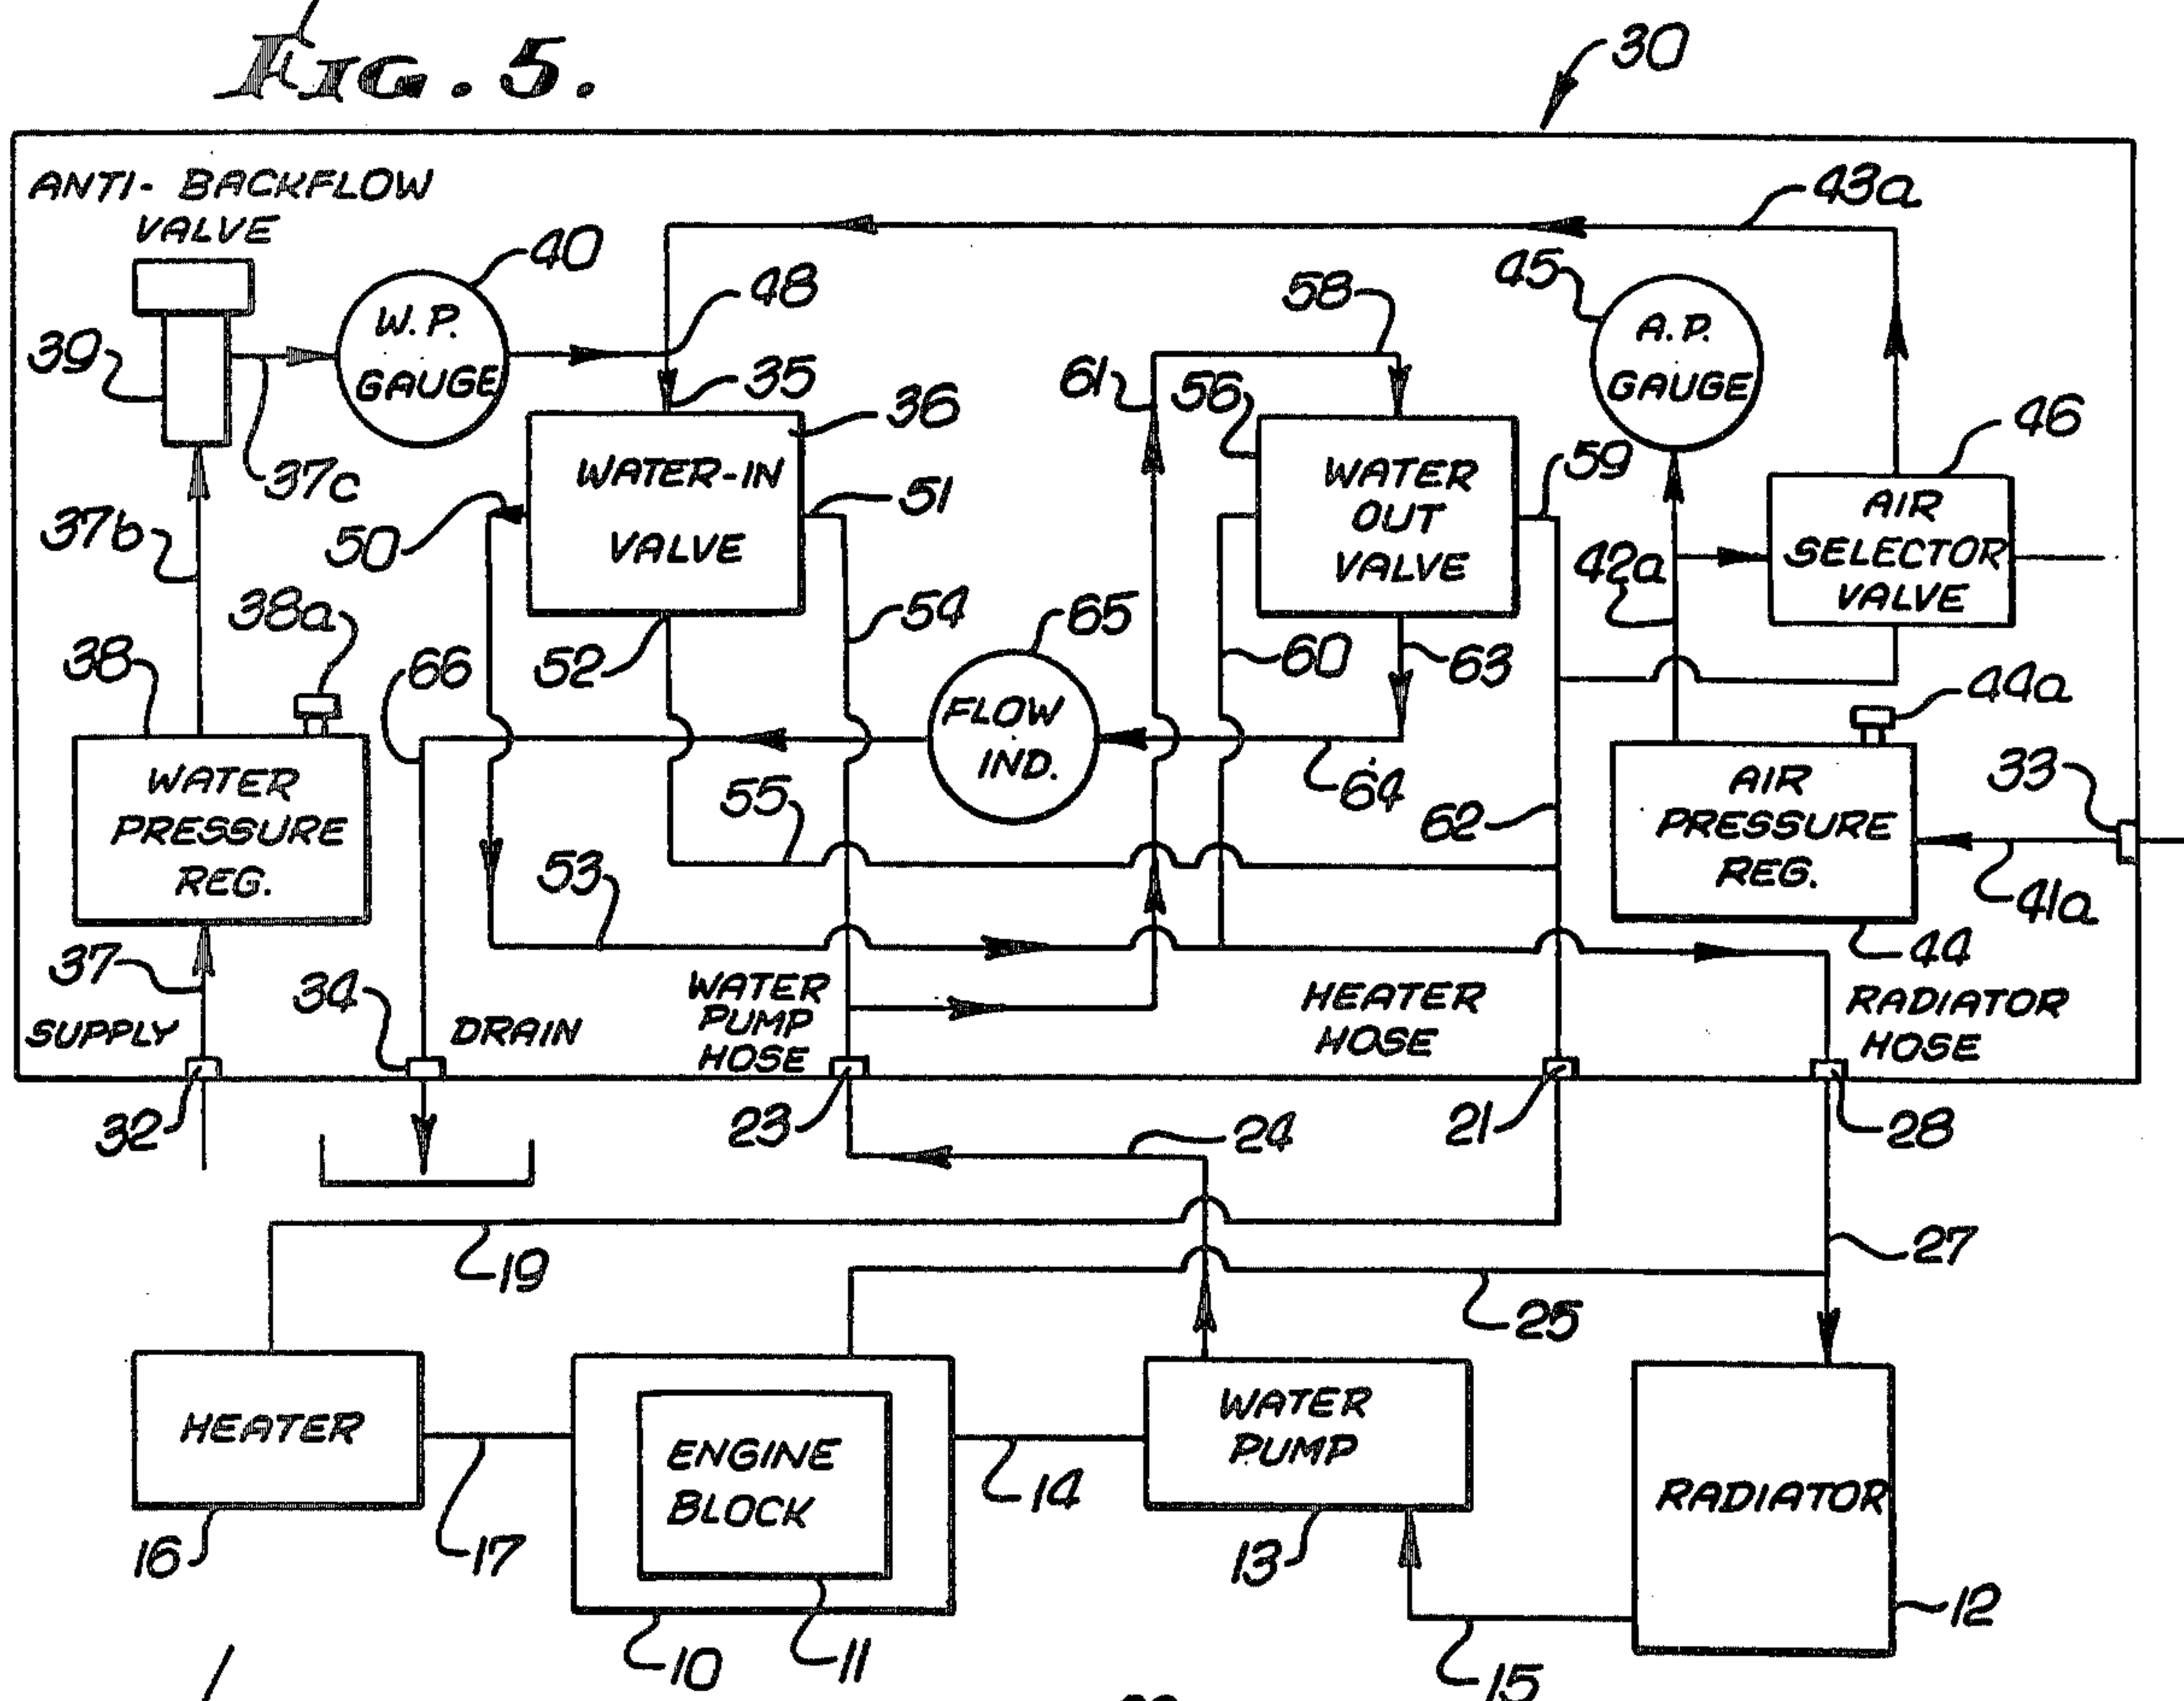 FIG. 5.
30
ANTI- BACKFLOW
VALVE
43a
40
45
48
58
W.P.
GAUGE
A.P.
GAUGE
39
35
61
56
36
46
37c
WATER-IN
VALVE
51
WATER
OUT
VALVE
59
AIR
SELECTOR
VALVE
50
37b
42a
38a
54
65
38
66
52
60
63
44a
FLOW
IND.
WATER
PRESSURE
REG.
AIR
PRESSURE
REG.
33
55
64
62
53
41a
37
34
44
SUPPLY
DRAIN
WATER
PUMP
HOSE
HEATER
HOSE
RADIATOR
HOSE
32
23
24
21
28
19
27
25
HEATER
ENGINE
BLOCK
WATER
PUMP
RADIATOR
14
16
17
13
12
10
11
15